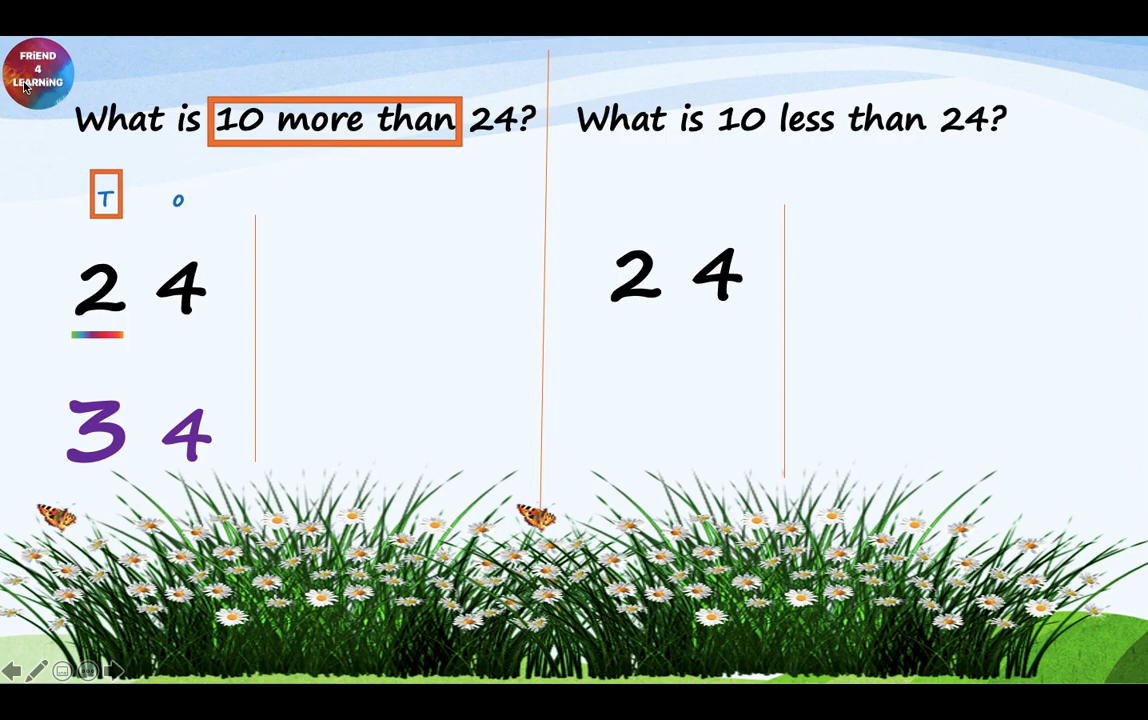 FRiEND
4
LEARNiNG
What is 10 more than 24?
T o
2 4
3 4
What is 10 less than 24?
2 4